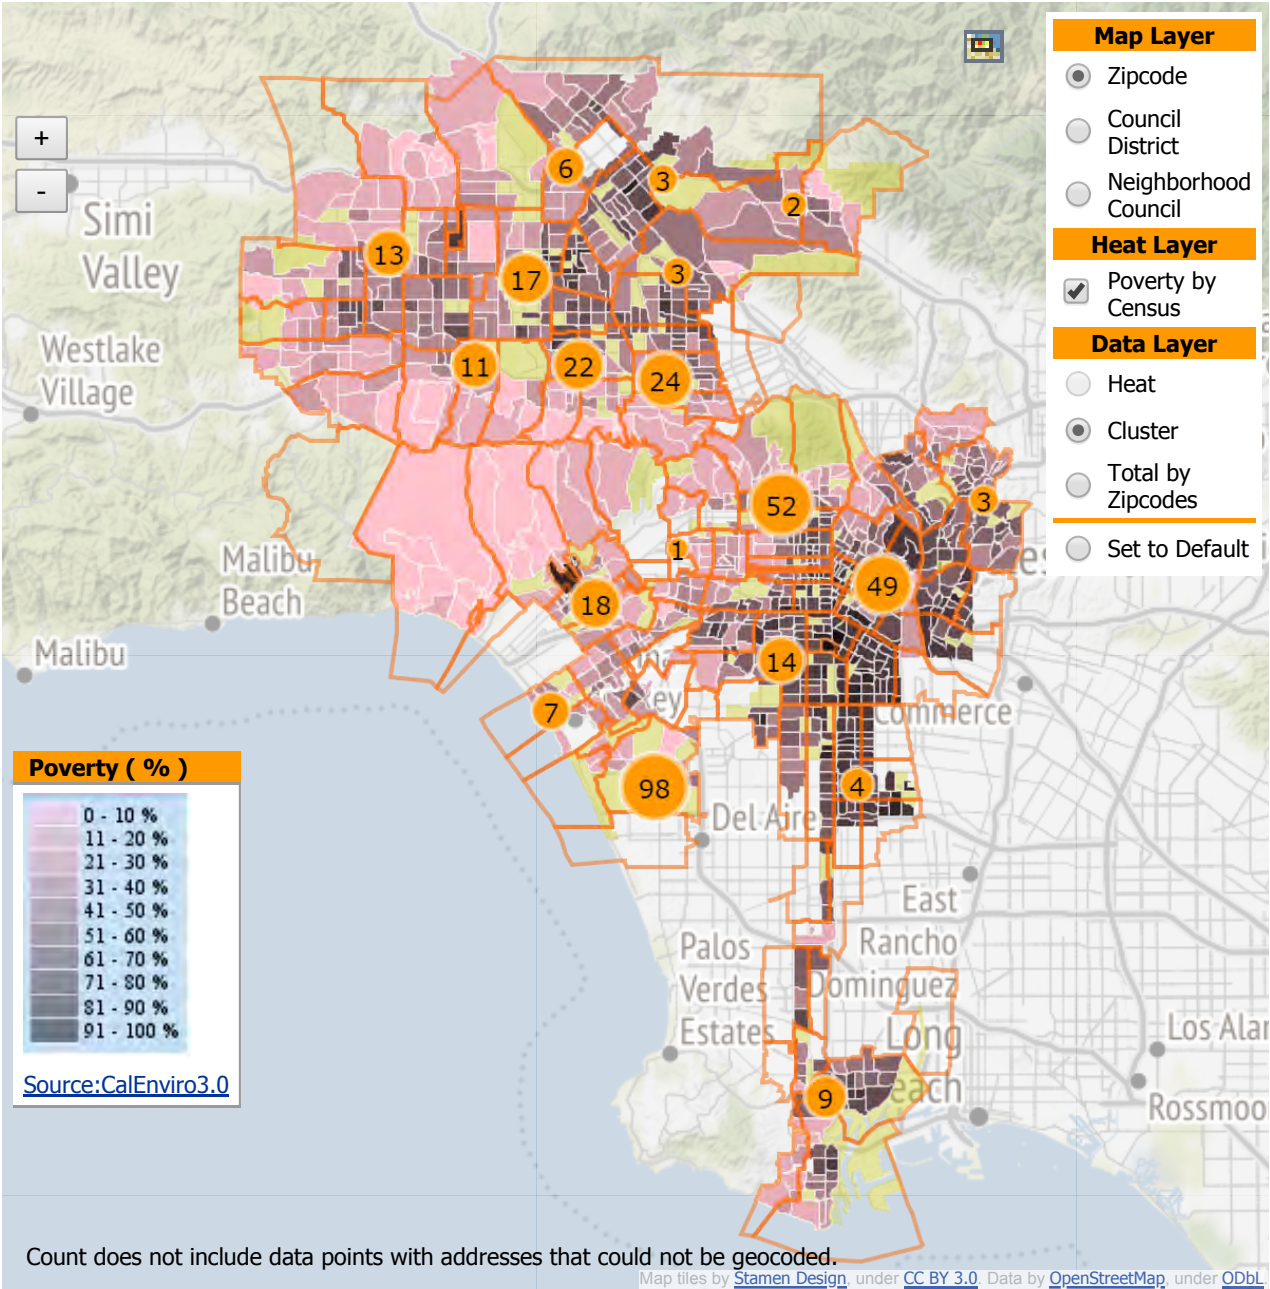 Map Layer
Zipcode
Council
District
Neighborhood
Council
Heat Layer
Poverty by
Census
Data Layer
Heat
Cluster
Total by
Zipcodes
Set to Default
+
-
Simi
Valley
Westlake
Village
Malibu
Beach
Malibu
6
3
2
13
17
3
11
22
24
52
3
1
49
18
14
7
98
4
9
Commerce
Del Aire
East
Rancho
Dominguez
Palos
Verdes
Estates
Long
each
Los Alar
Rossmoo
Poverty ( % )
0 - 10 %
11 - 20 %
21 - 30 %
31 - 40 %
41 - 50 %
51 - 60 %
61 - 70 %
71 - 80 %
81 - 90 %
91 - 100 %
Source:CalEnviro3.0
Count does not include data points with addresses that could not be geocoded.
Map tiles by Stamen Design, under CC BY 3.0. Data by OpenStreetMap, under ODbL.